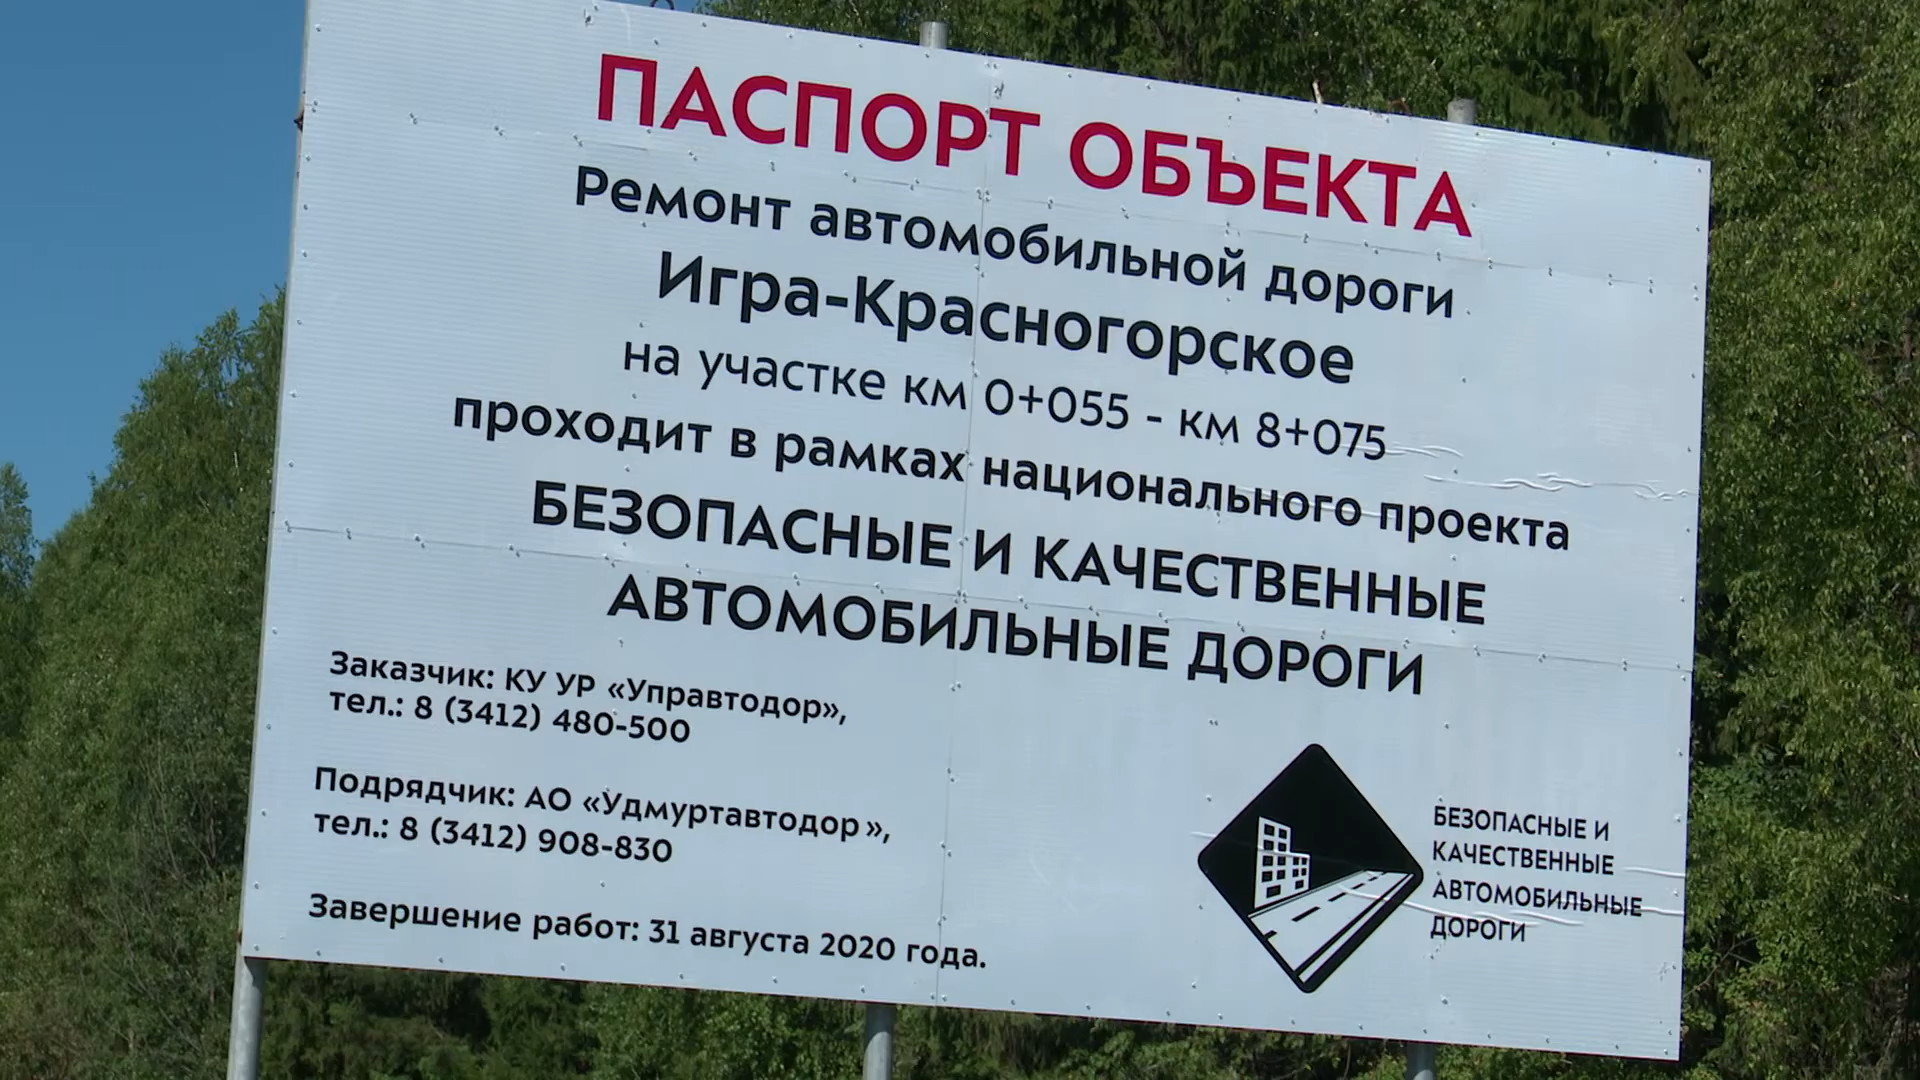 ПАСПОРТ ОБЪЕКТА
Ремонт автомобильной дороги
Игра-Красногорское
на участке км 0+055 - км 8+075
проходит в рамках национального проекта
БЕЗОПАСНЫЕ И КАЧЕСТВЕННЫЕ
АВТОМОБИЛЬНЫЕ ДОРОГИ
Заказчик: КУ УР «Управтодор»,
тел.: 8 (3412) 480-500
Подрядчик: АО «Удмуртавтодор»,
тел.: 8 (3412) 908-830
Завершение работ: 31 августа 2020 года.
БЕЗОПАСНЫЕ И
КАЧЕСТВЕННЫЕ
АВТОМОБИЛЬНЫЕ
ДОРОГИ